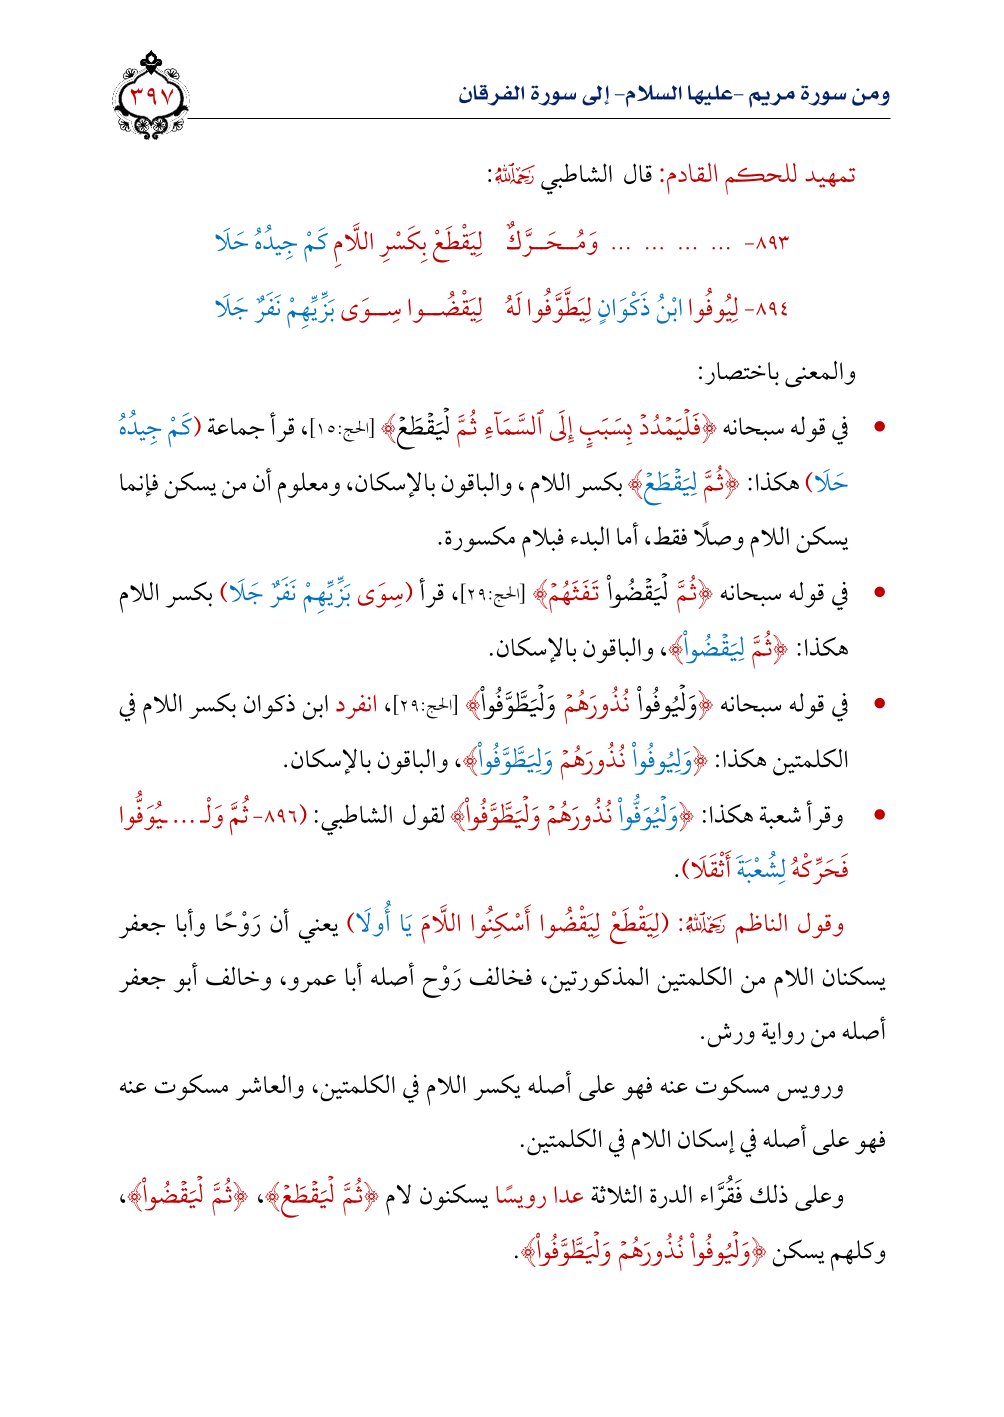 ومن سورة مريم -عليها السلام- إلى سورة الفرقان
٣٩٧
تمهيد للحكم القادم: قال الشاطبي رَحِمَهُ اللَّهُ:
٨٩٣- ... ... ... ... وَمُـحَـرَّكٌ لِيَقْطَعْ بِكَسْرِ اللَّامِ كَمْ جِيدُهُ حَلَا
٨٩٤- لِيُوفُوا ابْنُ ذَكْوَانٍ لِيَطَّوَّفُوا لَهُ لِيَقْضُـــوا سِـــوَى بَزِّيِّهِمْ نَفَرٌ جَلَا
والمعنى باختصار:
• في قوله سبحانه ﴿فَلۡيَمۡدُدۡ بِسَبَبٍ إِلَى ٱلسَّمَآءِ ثُمَّ لۡيَقۡطَعۡ﴾ [الحج:١٥]، قرأ جماعة (كَمْ جِيدُهُ
حَلَا) هكذا: ﴿ثُمَّ لِيَقۡطَعۡ﴾ بكسر اللام ، والباقون بالإسكان، ومعلوم أن من يسكن فإنما
يسكن اللام وصلًا فقط، أما البدء فبلام مكسورة.
• في قوله سبحانه ﴿ثُمَّ لۡيَقۡضُواْ تَفَثَهُمۡ﴾ [الحج:٢٩]، قرأ (سِوَى بَزِّيِّهِمْ نَفَرٌ جَلَا) بكسر اللام
هكذا: ﴿ثُمَّ لِيَقۡضُواْ﴾، والباقون بالإسكان.
• في قوله سبحانه ﴿وَلۡيُوفُواْ نُذُورَهُمۡ وَلۡيَطَّوَّفُواْ﴾ [الحج:٢٩]، انفرد ابن ذكوان بكسر اللام في
الكلمتين هكذا: ﴿وَلِيُوفُواْ نُذُورَهُمۡ وَلِيَطَّوَّفُواْ﴾، والباقون بالإسكان.
• وقرأ شعبة هكذا: ﴿وَلۡيُوَفُّواْ نُذُورَهُمۡ وَلۡيَطَّوَّفُواْ﴾ لقول الشاطبي: (٨٩٦- ثُمَّ وَلْـ ... ـيُوَفُّوا
فَحَرِّكْهُ لِشُعْبَةَ أَثْقَلَا).
وقول الناظم رَحِمَهُ اللَّهُ: (لِيَقْطَعْ لِيَقْضُوا أَسْكِنُوا اللَّامَ يَا أُولَا) يعني أن رَوْحًا وأبا جعفر
يسكنان اللام من الكلمتين المذكورتين، فخالف رَوْح أصله أبا عمرو، وخالف أبو جعفر
أصله من رواية ورش.
ورويس مسكوت عنه فهو على أصله يكسر اللام في الكلمتين، والعاشر مسكوت عنه
فهو على أصله في إسكان اللام في الكلمتين.
وعلى ذلك فَقُرَّاء الدرة الثلاثة عدا رويسًا يسكنون لام ﴿ثُمَّ لۡيَقۡطَعۡ﴾، ﴿ثُمَّ لۡيَقۡضُواْ﴾،
وكلهم يسكن ﴿وَلۡيُوفُواْ نُذُورَهُمۡ وَلۡيَطَّوَّفُواْ﴾.